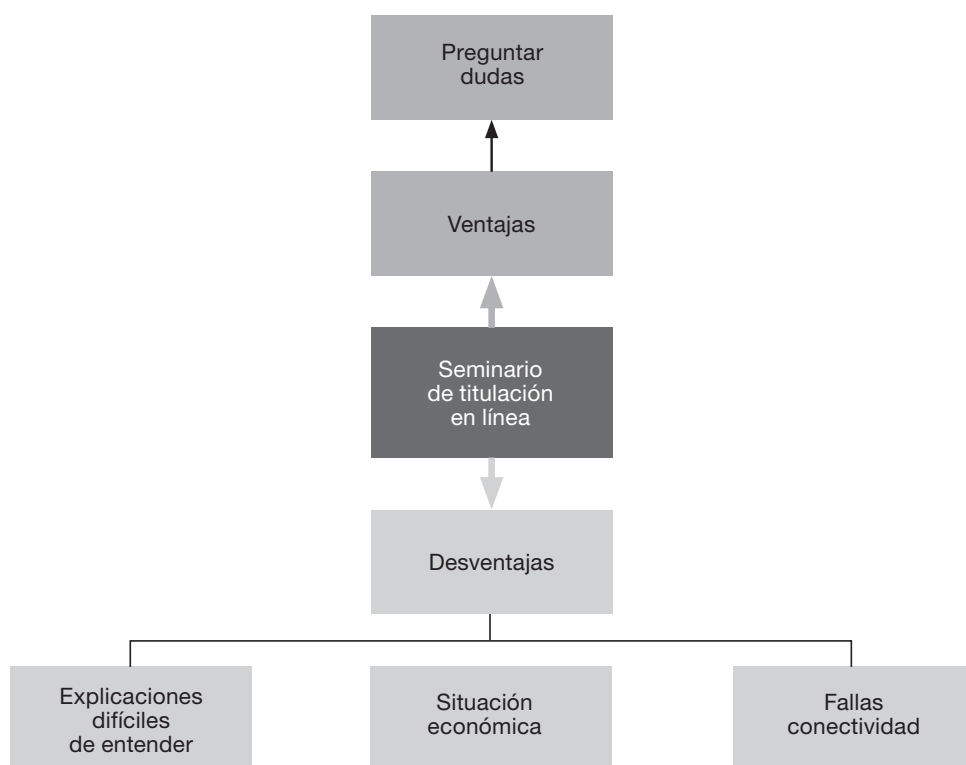 Preguntar
dudas
Ventajas
Seminario
de titulación
en línea
Desventajas
Explicaciones
difíciles
de entender
Situación
económica
Fallas
conectividad